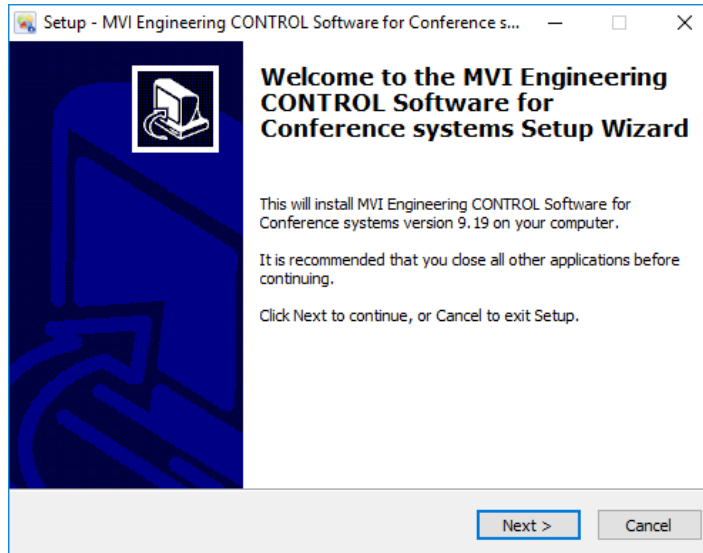 Setup - MVI Engineering CONTROL Software for Conference s...
Welcome to the MVI Engineering
CONTROL Software for
Conference systems Setup Wizard
This will install MVI Engineering CONTROL Software for
Conference systems version 9.19 on your computer.
It is recommended that you close all other applications before
continuing.
Click Next to continue, or Cancel to exit Setup.
Next >
Cancel